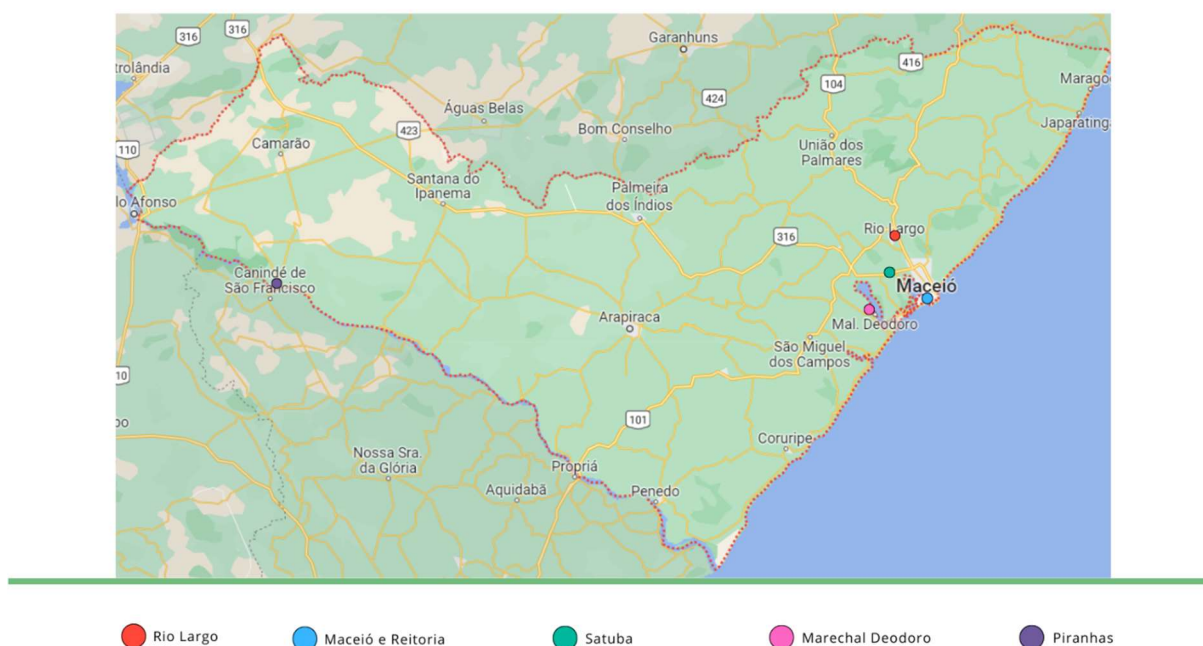 316
316
Garanhuns
trolândia
416
104
Marago
Águas Belas
424
423
Bom Conselho
Japaratinga
110
Camarão
União dos
Palmares
Santana do
Ipanema
Palmeira
dos Índios
lo Afonso
Rio Largo
316
Canindé de
São Francisco
Maceió
Arapiraca
Mal. Deodoro
São Miguel
dos Campos
10
101
bo
Coruripe
Nossa Sra.
da Glória
Propriá
Aquidabã
Penedo
Rio Largo
Maceió e Reitoria
Satuba
Marechal Deodoro
Piranhas